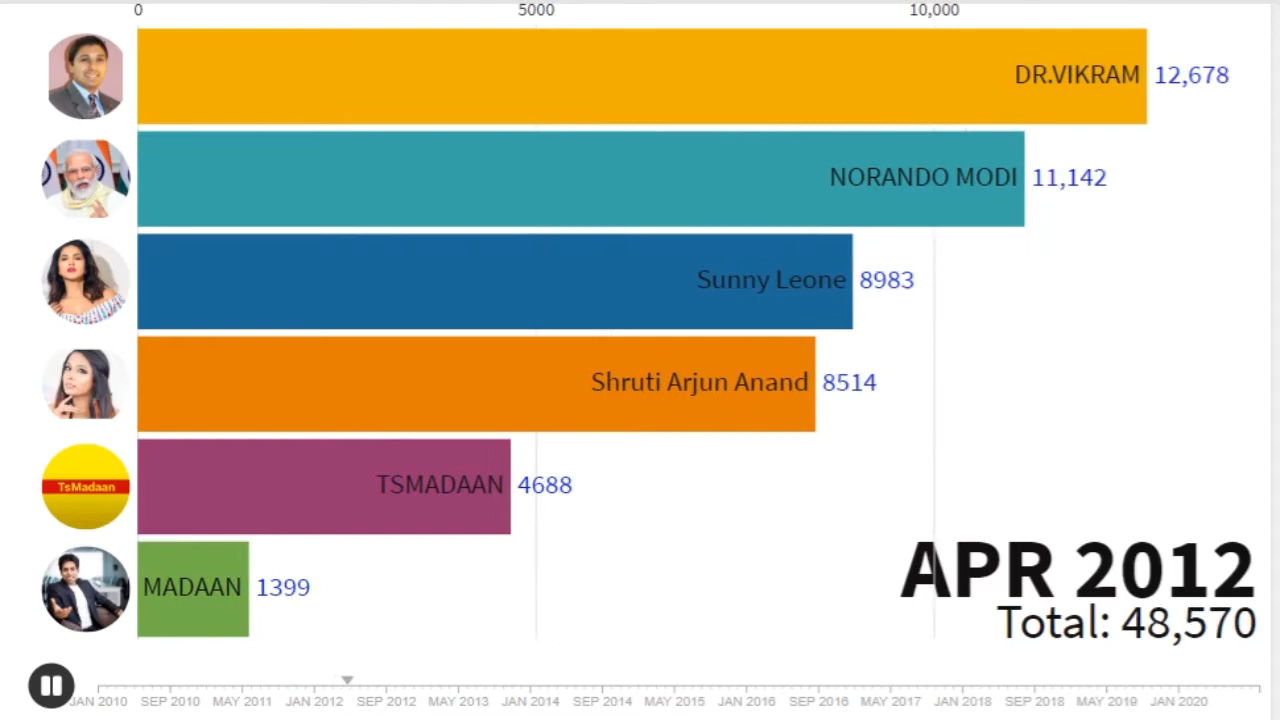 0 5000 10,000
DR.VIKRAM 12,678
NORANDO MODI 11,142
Sunny Leone 8983
Shruti Arjun Anand 8514
TsMadaan TSMADAAN 4688
MADAAN 1399
APR 2012
Total: 48,570
JAN 2010 SEP 2010 MAY 2011 JAN 2012 SEP 2012 MAY 2013 JAN 2014 SEP 2014 MAY 2015 JAN 2016 SEP 2016 MAY 2017 JAN 2018 SEP 2018 MAY 2019 JAN 2020